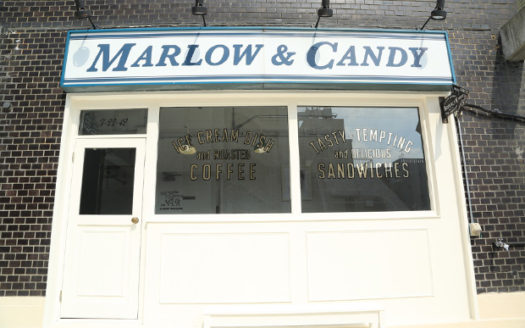 MARLOW & CANDY
ICE CREAM DISH
and ROASTED
COFFEE
TASTY-TEMPTING
and DELICIOUS
SANDWICHES